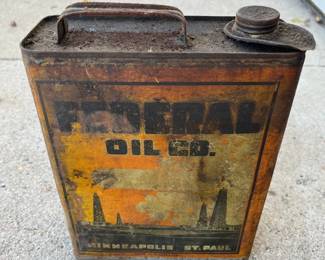 FEDERAL
OIL CO.
MINNEAPOLIS ST. PAUL